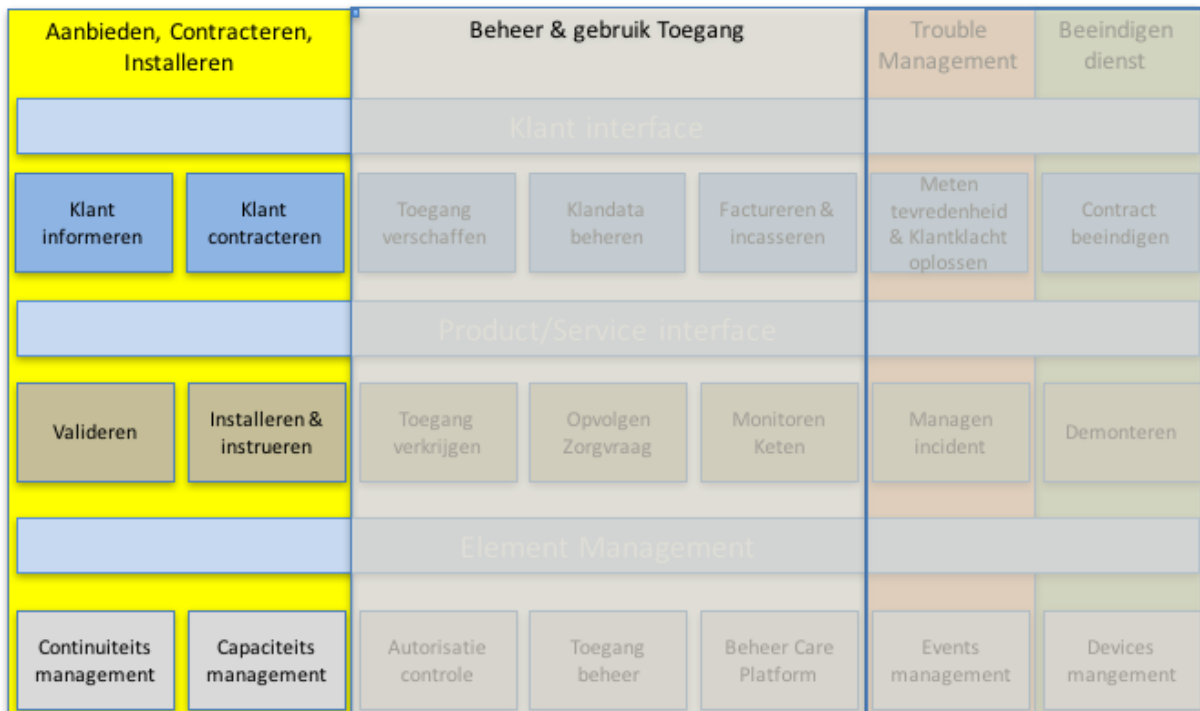 Aanbieden, Contracteren,
Installeren
Beheer & gebruik Toegang
Trouble
Management
Beeindigen
dienst
Klant interface
Klant
informeren
Klant
contracteren
Toegang
verschaffen
Klandata
beheren
Factureren &
incasseren
Meten
tevredenheid
& Klantklacht
oplossen
Contract
beeindigen
Product/Service interface
Valideren
Installeren &
instrueren
Toegang
verkrijgen
Opvolgen
Zorgvraag
Monitoren
Keten
Managen
incident
Demonteren
Element Management
Continuiteits
management
Capaciteits
management
Autorisatie
controle
Toegang
beheer
Beheer Care
Platform
Events
management
Devices
mangement